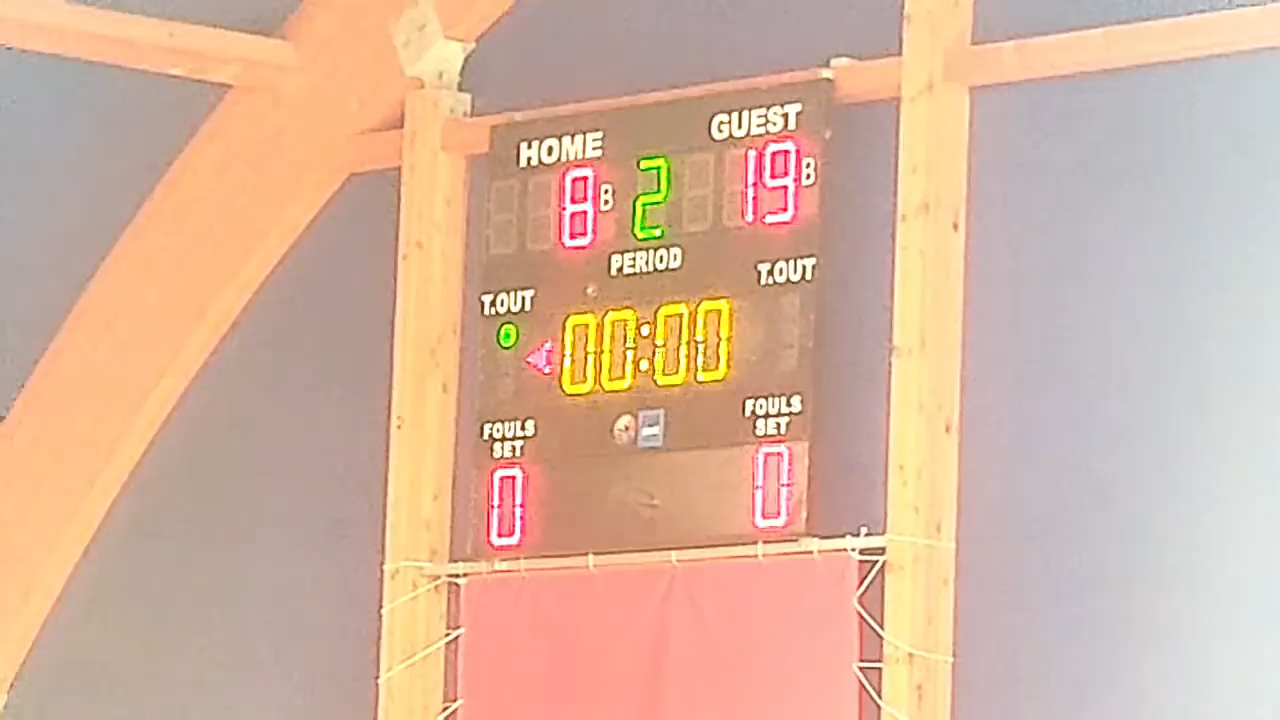 HOME GUEST
8 B 2 19 B
PERIOD
T.OUT T.OUT
00:00
FOULS SET FOULS SET
0 0